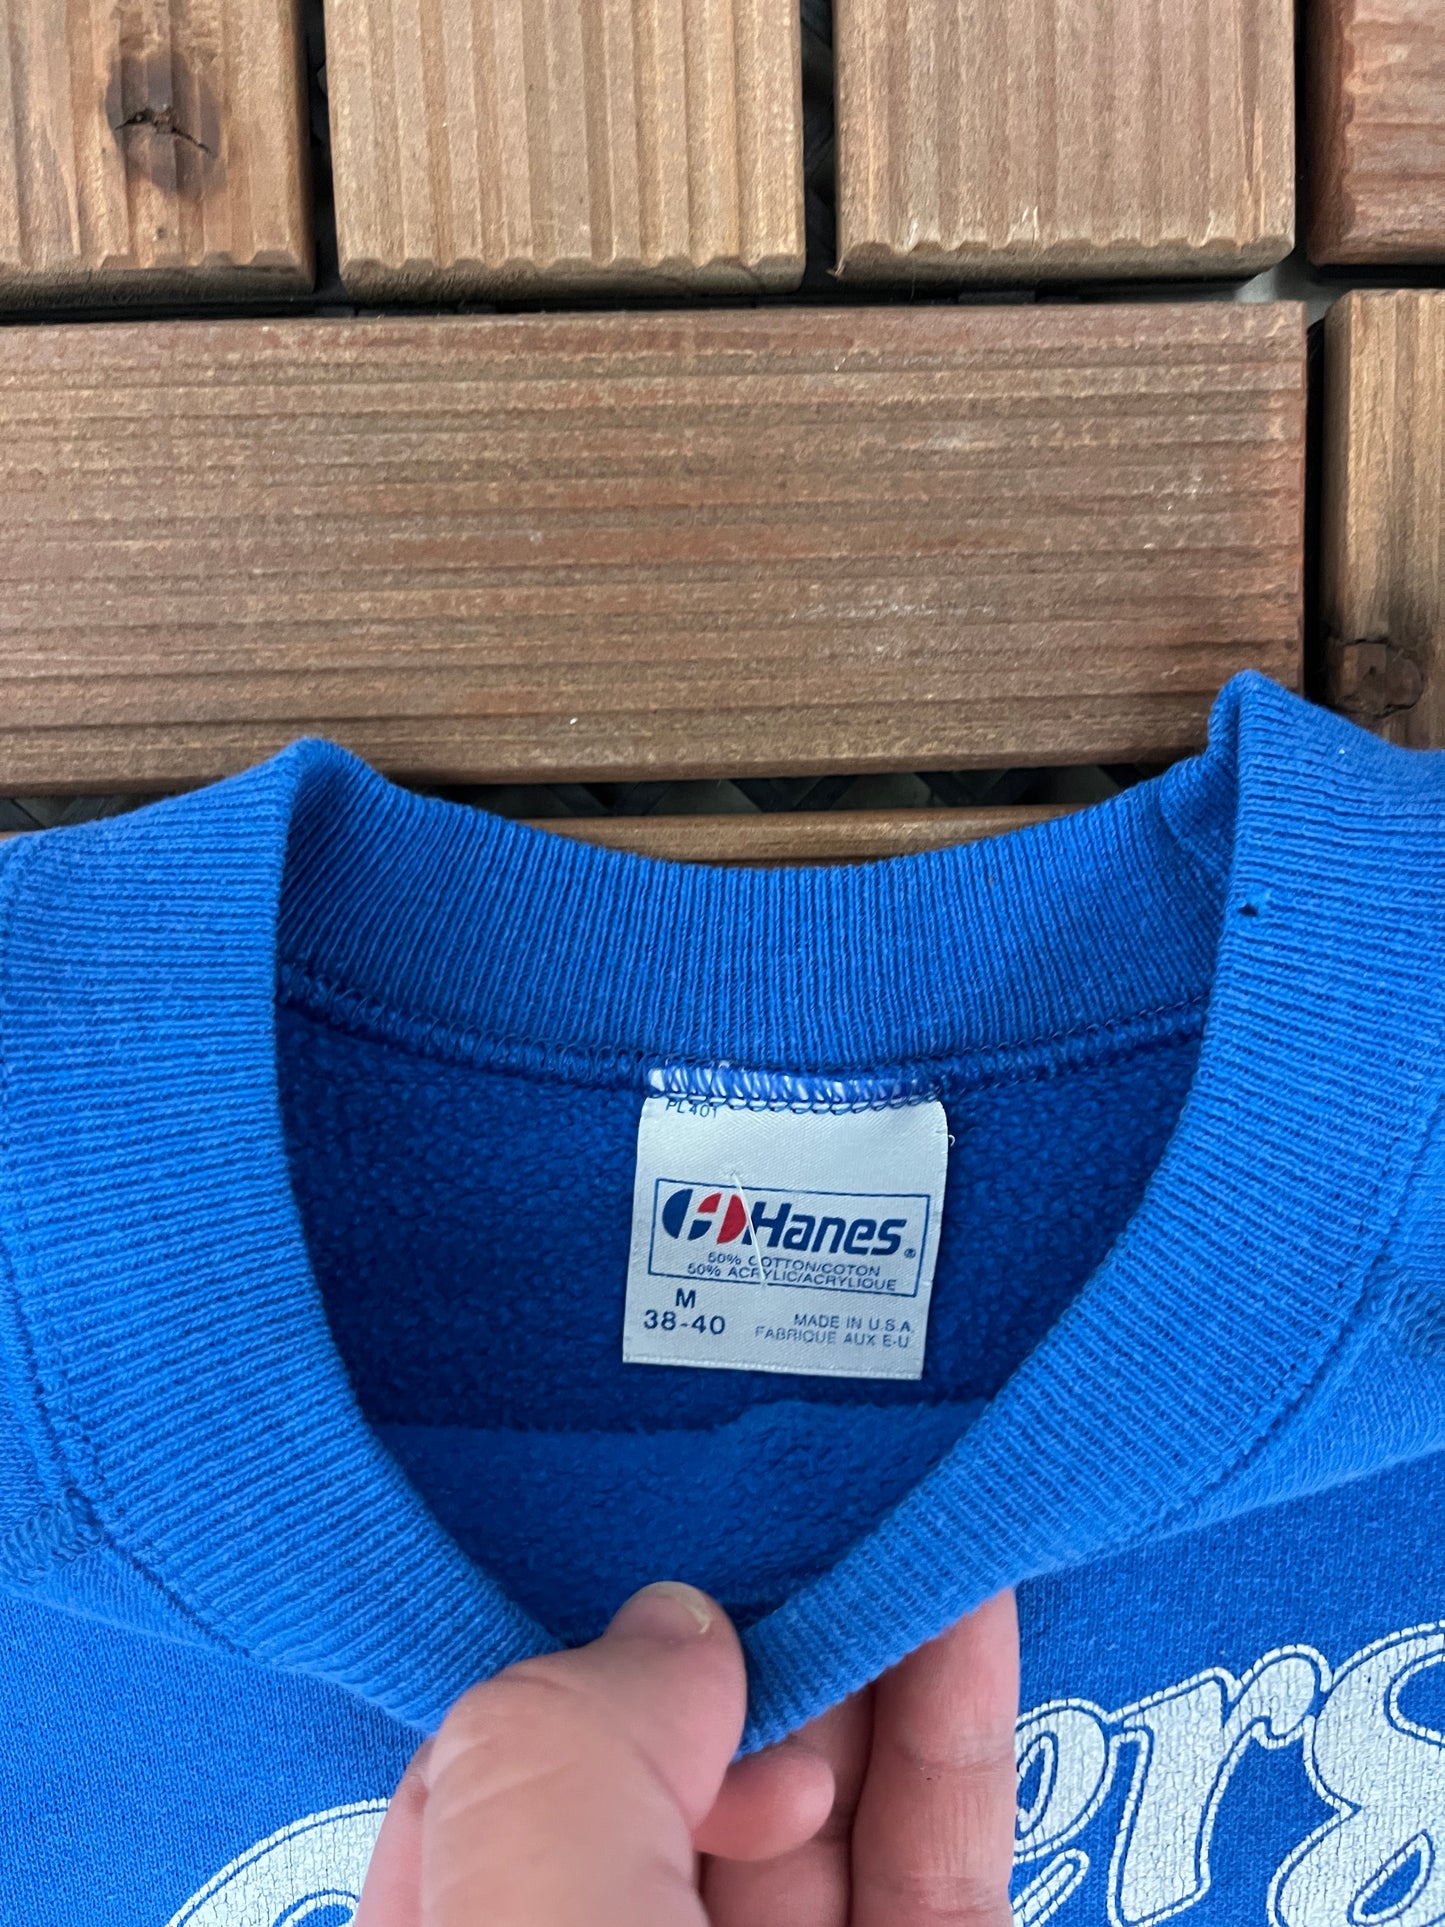 PL401
Hanes®
50% COTTON/COTON
50% ACRYLIC/ACRYLIQUE
M
38-40
MADE IN U.S.A.
FABRIQUE AUX E-U